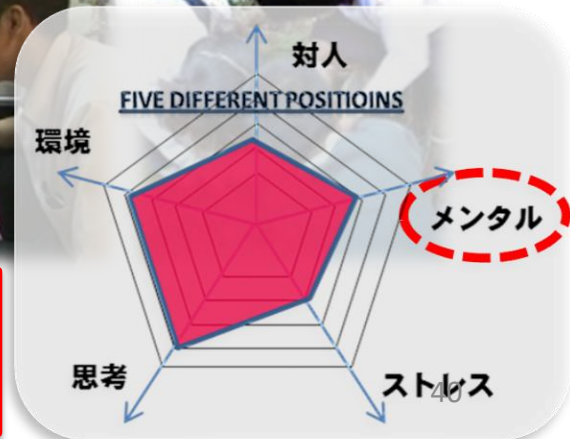 対人
FIVE DIFFERENT POSITIOINS
環境
メンタル
思考
ストレス
40